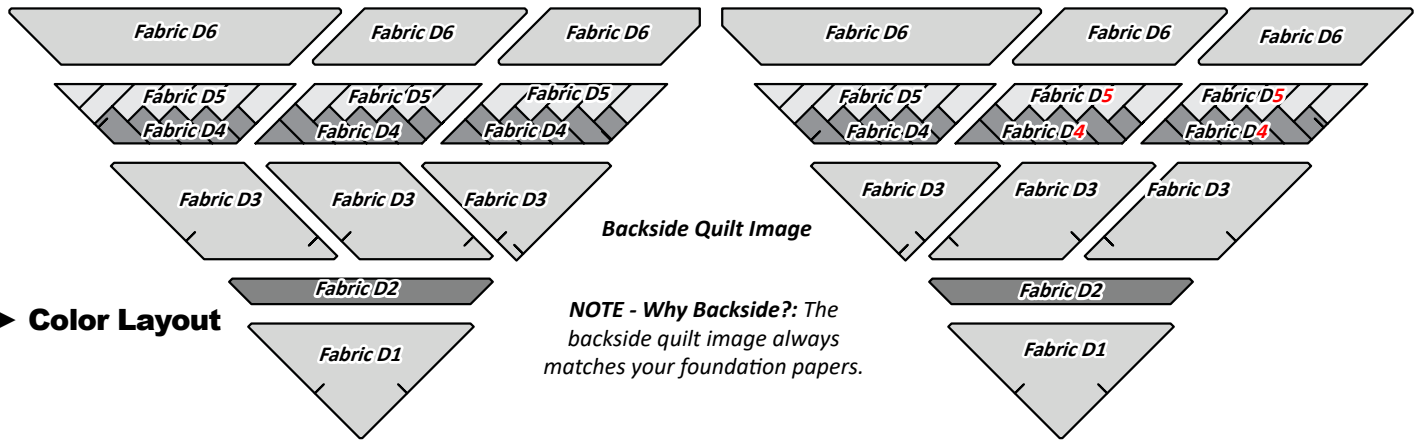 Fabric D6 Fabric D6 Fabric D6 Fabric D6 Fabric D6 Fabric D6
Fabric D5 Fabric D5 Fabric D5 Fabric D5 Fabric D5 Fabric D5
Fabric D4 Fabric D4 Fabric D4 Fabric D4 Fabric D4 Fabric D4
Fabric D3 Fabric D3 Fabric D3 Fabric D3 Fabric D3 Fabric D3
Backside Quilt Image
Fabric D2 Fabric D2
Color Layout
NOTE - Why Backside?: The
backside quilt image always
matches your foundation papers.
Fabric D1 Fabric D1